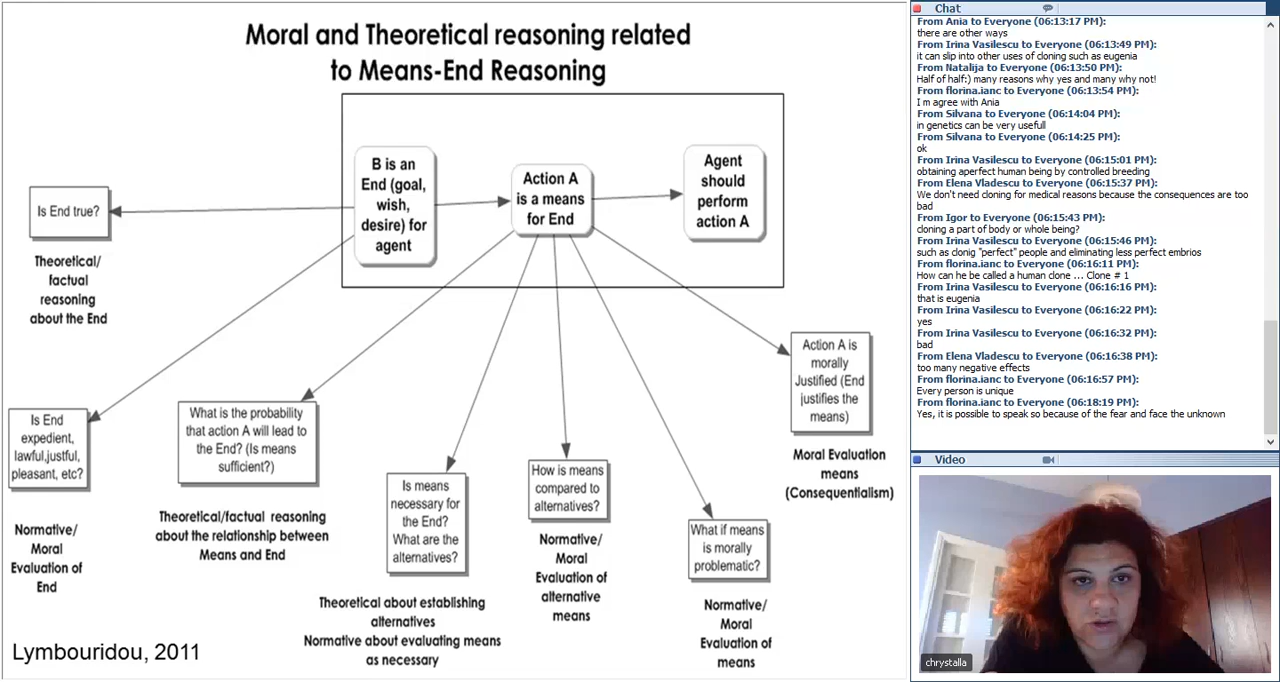 Moral and Theoretical reasoning related
to Means-End Reasoning
B is an
End (goal,
wish,
desire) for
agent
Action A
is a means
for End
Agent
should
perform
action A
Is End true?
Theoretical/
factual
reasoning
about the End
Is End
expedient,
lawful,justful,
pleasant, etc?
Normative/
Moral
Evaluation of
End
What is the probability
that action A will lead to
the End? (Is means
sufficient?)
Theoretical/factual reasoning
about the relationship between
Means and End
Is means
necessary for
the End?
What are the
alternatives?
Theoretical about establishing
alternatives
Normative about evaluating means
as necessary
How is means
compared to
alternatives?
Normative/
Moral
Evaluation of
alternative
means
What if means
is morally
problematic?
Normative/
Moral
Evaluation of
means
Action A is
morally
Justified (End
justifies the
means)
Moral Evaluation
means
(Consequentialism)
Lymbouridou, 2011
Chat
From Ania to Everyone (06:13:17 PM):
there are other ways
From Irina Vasilescu to Everyone (06:13:49 PM):
it can slip into other uses of cloning such as eugenia
From Natalija to Everyone (06:13:50 PM):
Half of half:) many reasons why yes and many why not!
From florina.ianc to Everyone (06:13:54 PM):
I m agree with Ania
From Silvana to Everyone (06:14:04 PM):
in genetics can be very usefull
From Silvana to Everyone (06:14:25 PM):
ok
From Irina Vasilescu to Everyone (06:15:01 PM):
obtaining aperfect human being by controlled breeding
From Elena Vladescu to Everyone (06:15:37 PM):
We don't need cloning for medical reasons because the consequences are too
bad
From Igor to Everyone (06:15:43 PM):
cloning a part of body or whole being?
From Irina Vasilescu to Everyone (06:15:46 PM):
such as clonig "perfect" people and eliminating less perfect embrios
From florina.ianc to Everyone (06:16:11 PM):
How can he be called a human clone ... Clone # 1
From Irina Vasilescu to Everyone (06:16:16 PM):
that is eugenia
From Irina Vasilescu to Everyone (06:16:22 PM):
yes
From Irina Vasilescu to Everyone (06:16:32 PM):
bad
From Elena Vladescu to Everyone (06:16:38 PM):
too many negative effects
From florina.ianc to Everyone (06:16:57 PM):
Every person is unique
From florina.ianc to Everyone (06:18:19 PM):
Yes, it is possible to speak so because of the fear and face the unknown
Video
chrystalla